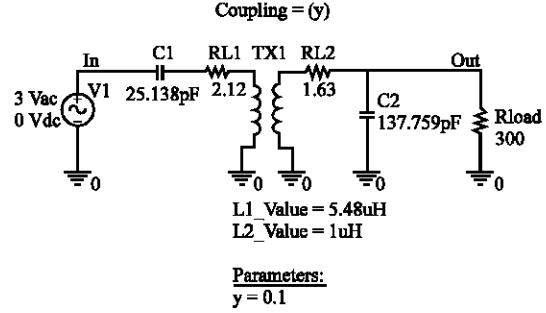 Coupling = (y)
In
C1
RL1
TX1
RL2
Out
3 Vac
0 Vdc
V1
25.138pF
2.12
1.63
C2
137.759pF
Rload
300
0
0
0
0
0
L1_Value = 5.48uH
L2_Value = 1uH
Parameters:
y = 0.1